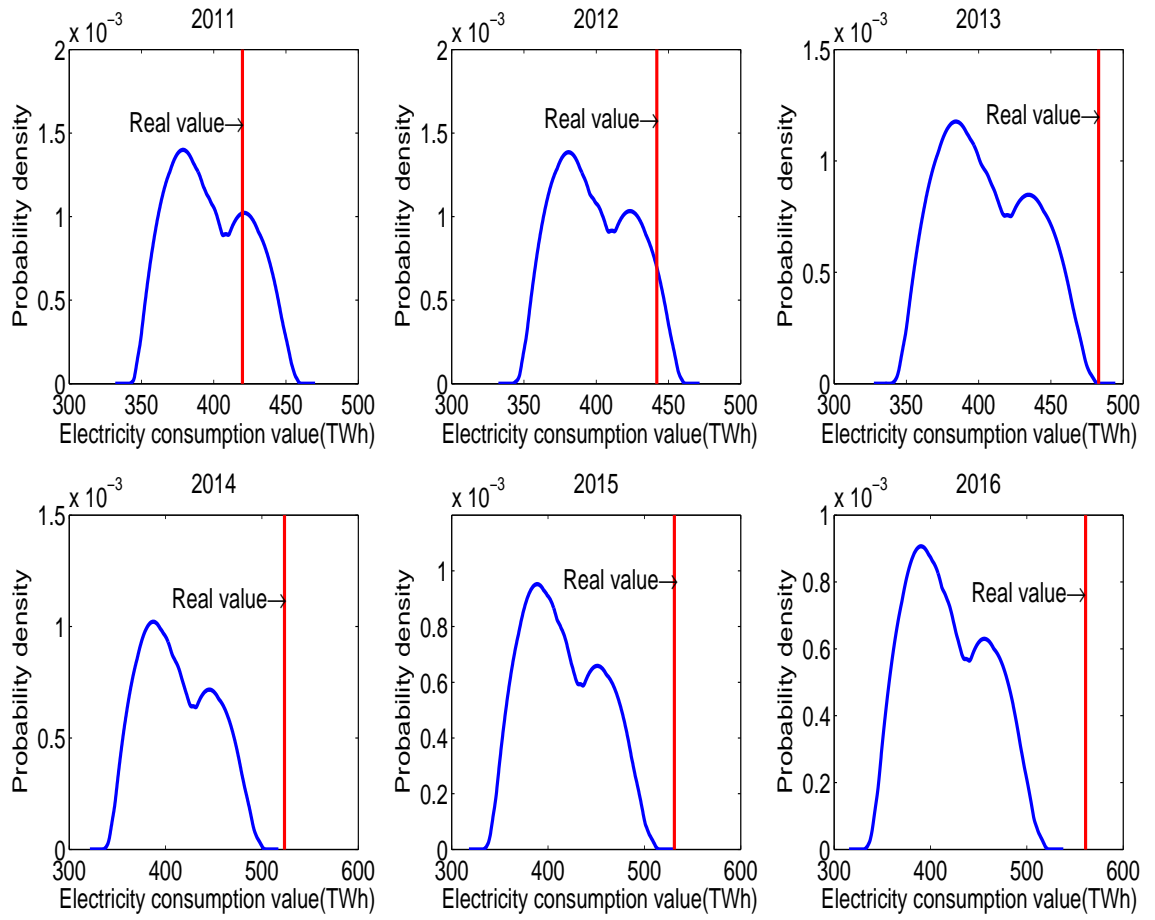 2011
x 10⁻³
2
1.5
1
0.5
0
Probability density
Real value→
300 350 400 450 500
Electricity consumption value(TWh)
2012
x 10⁻³
2
1.5
1
0.5
0
Probability density
Real value→
300 350 400 450 500
Electricity consumption value(TWh)
2013
x 10⁻³
1.5
1
0.5
0
Probability density
Real value→
300 350 400 450 500
Electricity consumption value(TWh)
2014
x 10⁻³
1.5
1
0.5
0
Probability density
Real value→
300 400 500 600
Electricity consumption value(TWh)
2015
x 10⁻³
1
0.8
0.6
0.4
0.2
0
Probability density
Real value→
300 400 500 600
Electricity consumption value(TWh)
2016
x 10⁻³
1
0.8
0.6
0.4
0.2
0
Probability density
Real value→
300 400 500 600
Electricity consumption value(TWh)